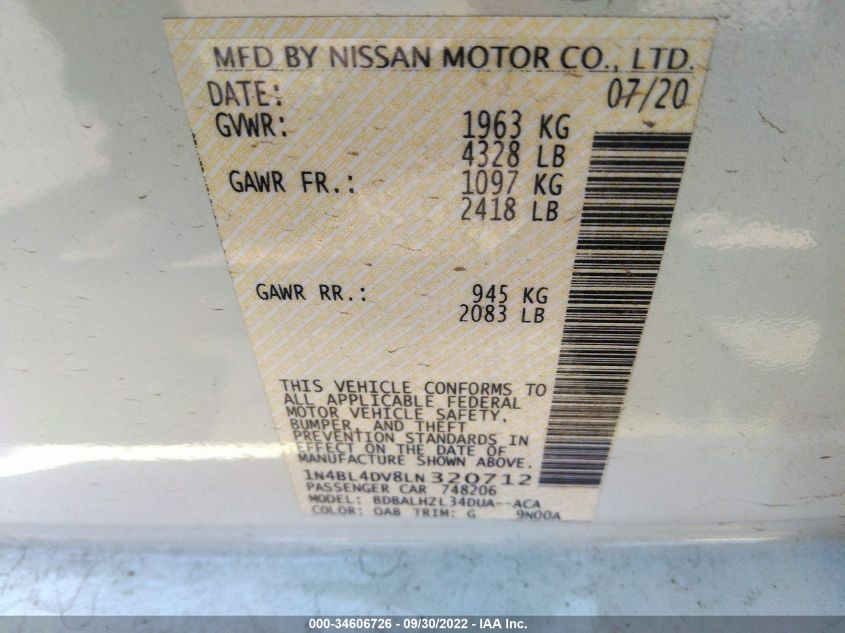 MFD BY NISSAN MOTOR CO., LTD.
DATE: 07/20
GVWR: 1963 KG
4328 LB
GAWR FR.: 1097 KG
2418 LB
GAWR RR.: 945 KG
2083 LB
THIS VEHICLE CONFORMS TO
ALL APPLICABLE FEDERAL
MOTOR VEHICLE SAFETY,
BUMPER, AND THEFT
PREVENTION STANDARDS IN
EFFECT ON THE DATE OF
MANUFACTURE SHOWN ABOVE.
1N4BL4DV8LN320712
PASSENGER CAR 748206
MODEL: BDBALHZL34DUA--ACA
COLOR: QAB TRIM: G 9N00A
000-34606726 - 09/30/2022 - IAA Inc.